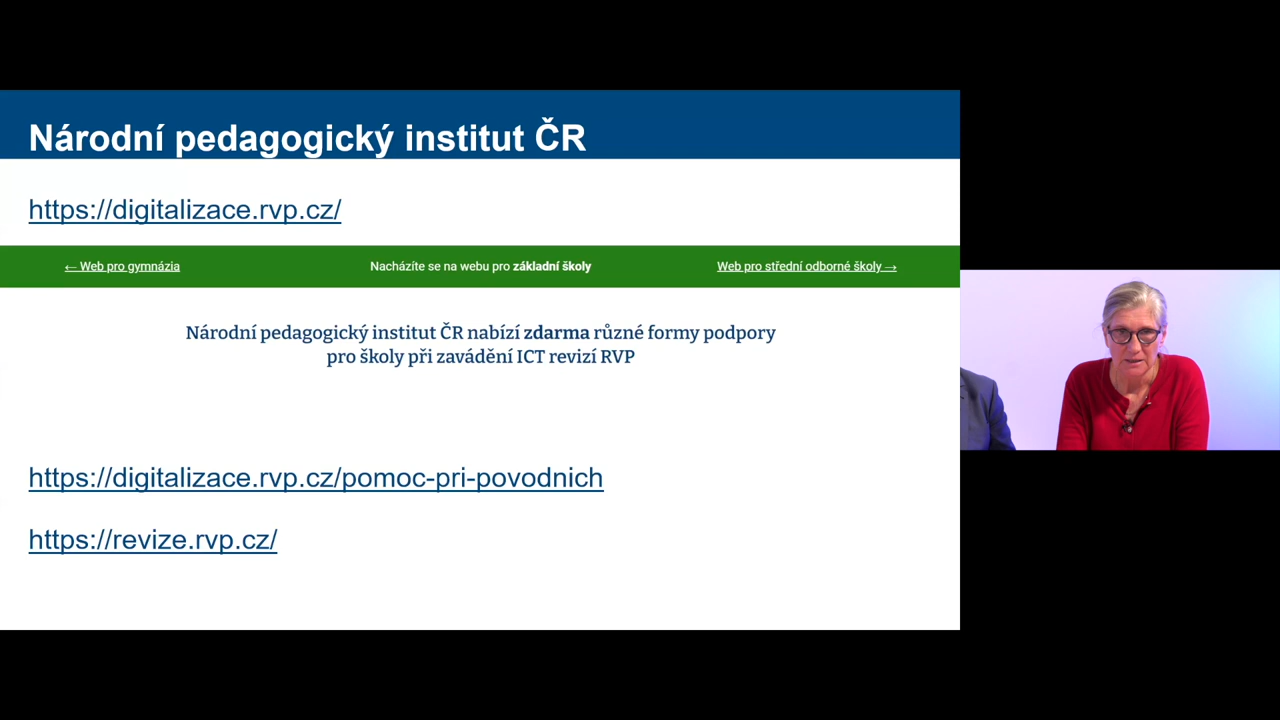 Národní pedagogický institut ČR
https://digitalizace.rvp.cz/
← Web pro gymnázia
Nacházíte se na webu pro základní školy
Web pro střední odborné školy →
Národní pedagogický institut ČR nabízí zdarma různé formy podpory
pro školy při zavádění ICT revizí RVP
https://digitalizace.rvp.cz/pomoc-pri-povodnich
https://revize.rvp.cz/